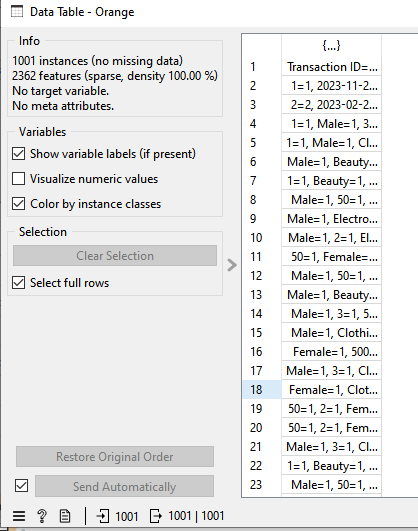 Data Table - Orange
Info
1001 instances (no missing data)
2362 features (sparse, density 100.00 %)
No target variable.
No meta attributes.
Variables
Show variable labels (if present)
Visualize numeric values
Color by instance classes
Selection
Clear Selection
Select full rows
Restore Original Order
Send Automatically
1001
1001 | 1001
{...}
1 Transaction ID=...
2 1=1, 2023-11-2...
3 2=2, 2023-02-2...
4 1=1, Male=1, 3...
5 1=1, Male=1, Cl...
6 Male=1, Beauty...
7 1=1, Beauty=1, ...
8 Male=1, 50=1, ...
9 Male=1, Electro...
10 Male=1, 2=1, El...
11 50=1, Female=...
12 Male=1, 50=1, ...
13 Male=1, Beauty...
14 Male=1, 3=1, 5...
15 Male=1, Clothi...
16 Female=1, 500...
17 Male=1, 3=1, Cl...
18 Female=1, Clot...
19 50=1, 2=1, Fem...
20 50=1, 2=1, Fem...
21 Male=1, 3=1, Cl...
22 1=1, Beauty=1, ...
23 Male=1, 50=1, ...